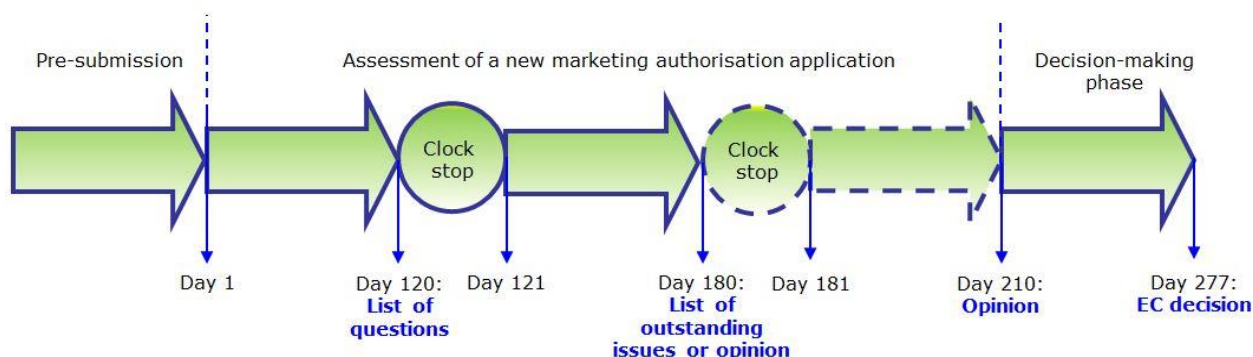 Pre-submission
Assessment of a new marketing authorisation application
Decision-making
phase
Clock
stop
Clock
stop
Day 1
Day 120:
List of
questions
Day 121
Day 180:
List of
outstanding
issues or opinion
Day 181
Day 210:
Opinion
Day 277:
EC decision